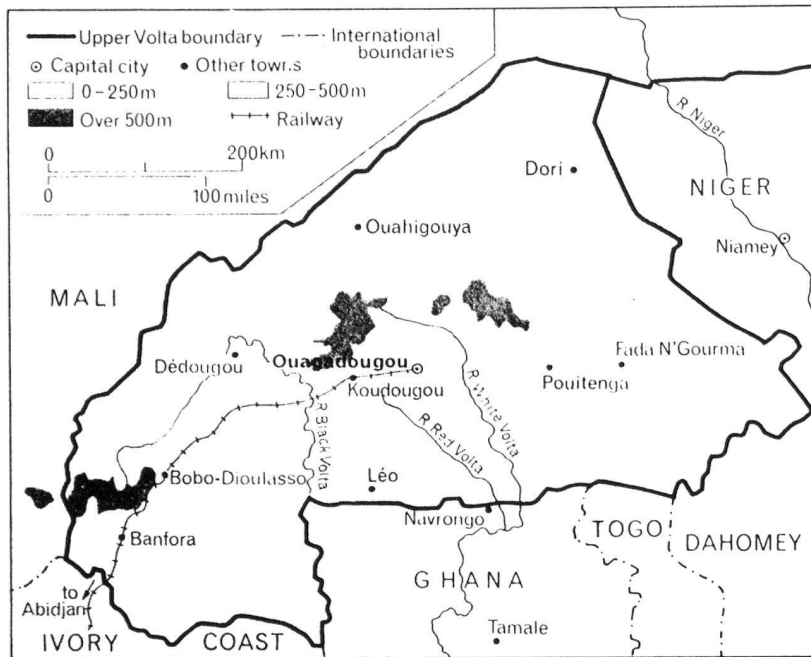 Upper Volta boundary
International boundaries
Capital city
Other towr.s
0-250m
250-500m
Over 500m
Railway
0 200km
0 100miles
R Niger
Dori
NIGER
Niamey
Ouahigouya
MALI
Dédougou
Ouagadougou
Koudougou
Fada N'Gourma
Pouitenga
R White Volta
R Red Volta
R Black Volta
Bobo-Dioulasso
Léo
Navrongo
Banfora
TOGO
DAHOMEY
GHANA
to
Abidjan
Tamale
IVORY COAST